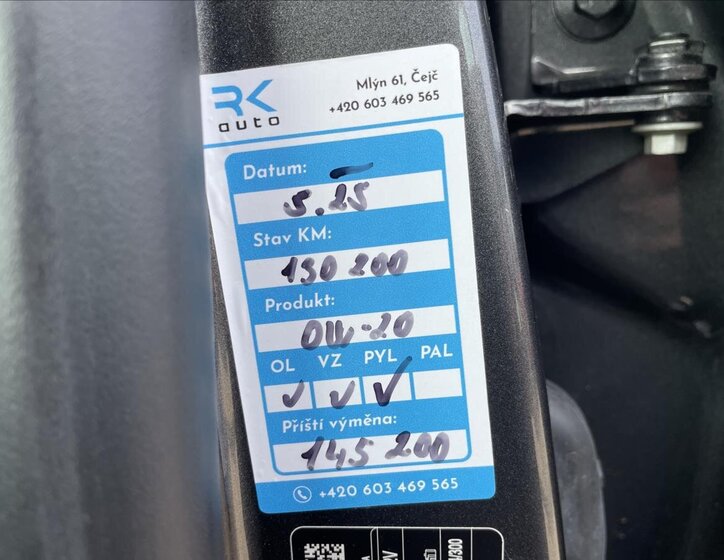 RK
auto
Mlýn 61, Čejč
+420 603 469 565
Datum:
5.25
Stav KM:
130 200
Produkt:
0W-20
OL VZ PYL PAL
✓ ✓ ✓
Příští výměna:
145 200
+420 603 469 565